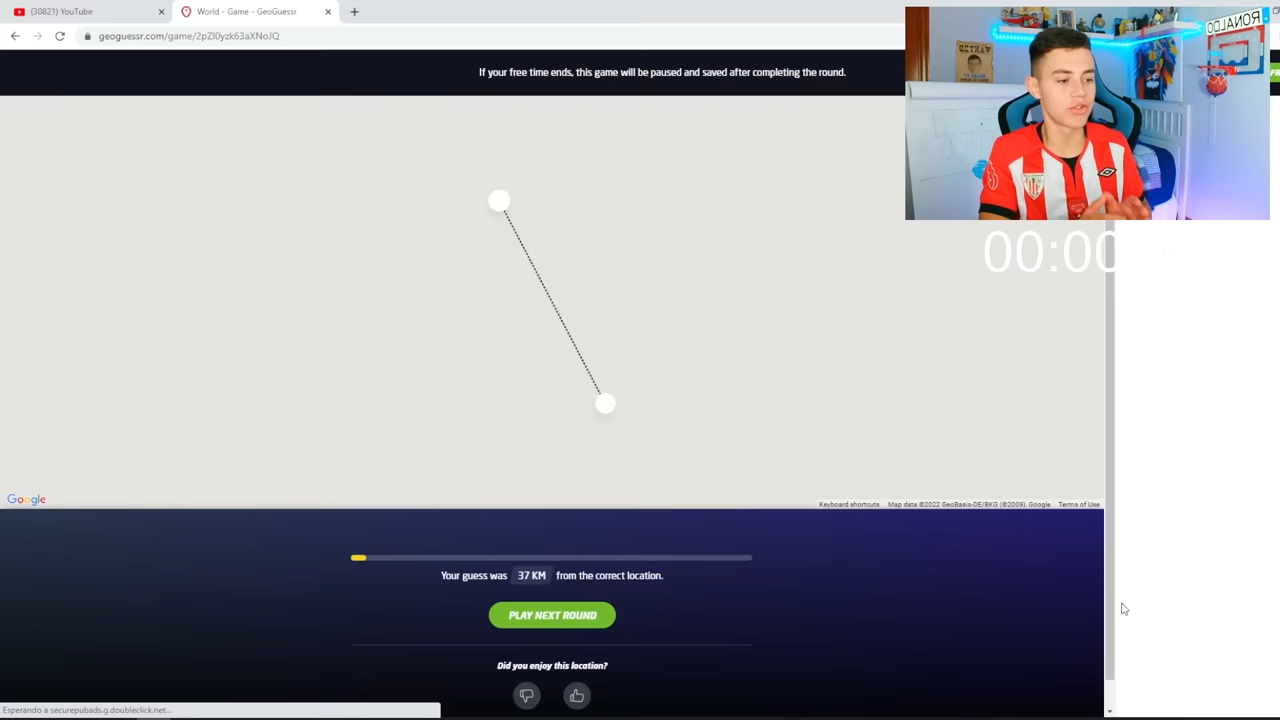 (30821) YouTube
World - Game - GeoGuessr
geoguessr.com/game/2pZI0yzk63aXNoJQ
If your free time ends, this game will be paused and saved after completing the round.
RONALDO
WANTED
00:00
Google
Keyboard shortcuts
Map data ©2022 GeoBasis-DE/BKG (©2009), Google
Terms of Use
Your guess was 37 KM from the correct location.
PLAY NEXT ROUND
Did you enjoy this location?
Esperando a securepubads.g.doubleclick.net...